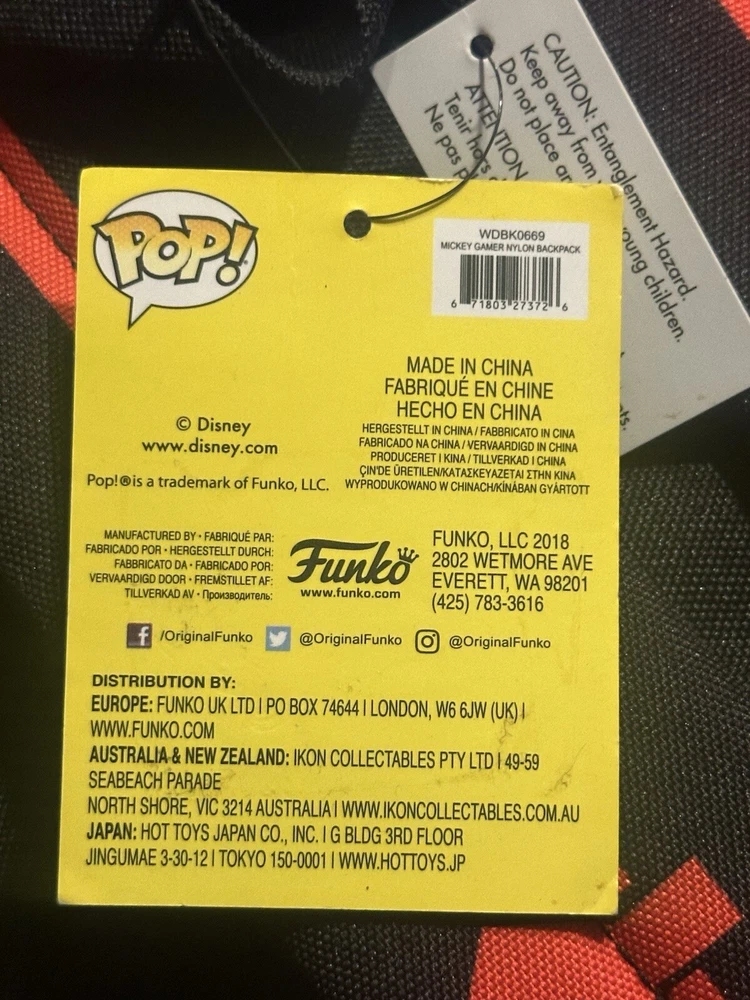 CAUTION: Entanglement Hazard.
Keep away from young children.
Do not place
ATTENTION
Tenir
Ne pas
POP!
WDBK0669
MICKEY GAMER NYLON BACKPACK
6 71803 27372 6
MADE IN CHINA
FABRIQUÉ EN CHINE
HECHO EN CHINA
HERGESTELLT IN CHINA / FABBRICATO IN CINA
FABRICADO NA CHINA / VERVAARDIGD IN CHINA
PRODUCERET I KINA / TILLVERKAD I CHINA
ÇIN'DE ÜRETILEN/ΚΑΤΑΣΚΕΥΑΖΕΤΑΙ ΣΤΗΝ ΚΙΝΑ
WYPRODUKOWANO W CHINACH/KÍNÁBAN GYÁRTOTT
© Disney
www.disney.com
Pop!® is a trademark of Funko, LLC.
MANUFACTURED BY • FABRIQUÉ PAR:
FABRICADO POR • HERGESTELLT DURCH:
FABBRICATO DA • FABRICADO POR:
VERVAARDIGD DOOR • FREMSTILLET AF:
TILLVERKAD AV • Производитель:
Funko
www.funko.com
FUNKO, LLC 2018
2802 WETMORE AVE
EVERETT, WA 98201
(425) 783-3616
/OriginalFunko @OriginalFunko @OriginalFunko
DISTRIBUTION BY:
EUROPE: FUNKO UK LTD | PO BOX 74644 | LONDON, W6 6JW (UK) |
WWW.FUNKO.COM
AUSTRALIA & NEW ZEALAND: IKON COLLECTABLES PTY LTD | 49-59
SEABEACH PARADE
NORTH SHORE, VIC 3214 AUSTRALIA | WWW.IKONCOLLECTABLES.COM.AU
JAPAN: HOT TOYS JAPAN CO., INC. | G BLDG 3RD FLOOR
JINGUMAE 3-30-12 | TOKYO 150-0001 | WWW.HOTTOYS.JP